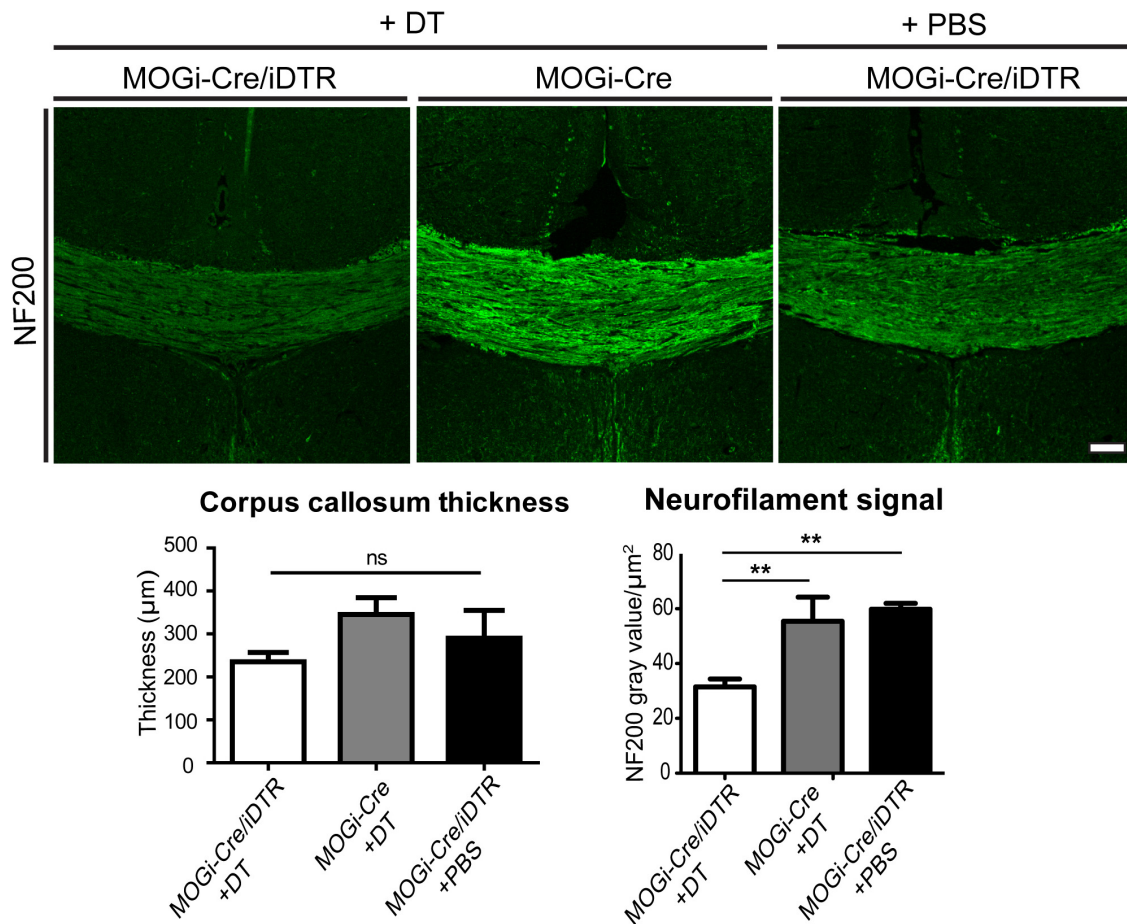 + DT
+ PBS
MOGi-Cre/iDTR
MOGi-Cre
MOGi-Cre/iDTR
NF200
Corpus callosum thickness
Thickness (µm)
500
400
300
200
100
0
ns
MOGi-Cre/iDTR
+DT
MOGi-Cre
+DT
MOGi-Cre/iDTR
+PBS
Neurofilament signal
NF200 gray value/µm²
80
60
40
20
0
**
**
MOGi-Cre/iDTR
+DT
MOGi-Cre
+DT
MOGi-Cre/iDTR
+PBS